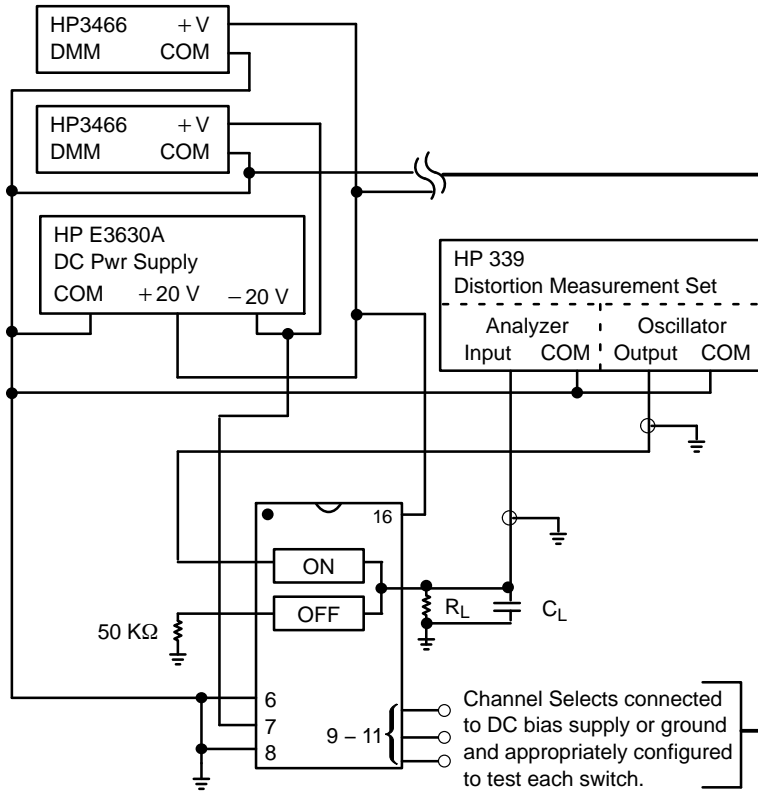 HP3466 +V
DMM COM
HP3466 +V
DMM COM
HP E3630A
DC Pwr Supply
COM +20 V −20 V
HP 339
Distortion Measurement Set
Analyzer Oscillator
Input COM Output COM
16
ON
OFF
50 KΩ
RL
CL
6
7
8
9 – 11
Channel Selects connected
to DC bias supply or ground
and appropriately configured
to test each switch.